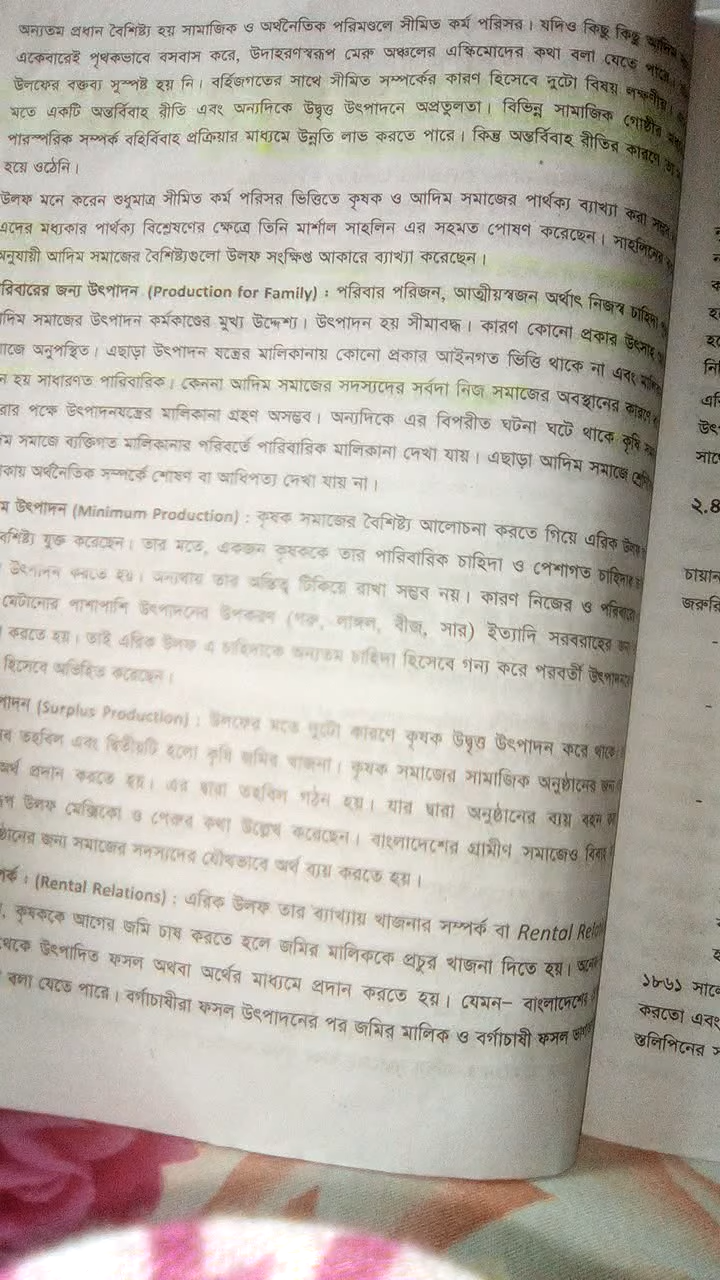 অন্যতম প্রধান বৈশিষ্ট্য হয় সামাজিক ও অর্থনৈতিক পরিমণ্ডলে সীমিত কর্ম পরিসর। যদিও কিছু কিছু আদিম
একেবারেই পৃথকভাবে বসবাস করে, উদাহরণস্বরূপ মেরু অঞ্চলের এস্কিমোদের কথা বলা যেতে পারে।
উলফের বক্তব্য সুস্পষ্ট হয় নি। বর্হিজগতের সাথে সীমিত সম্পর্কের কারণ হিসেবে দুটো বিষয় লক্ষণীয়।
মতে একটি অন্তর্বিবাহ রীতি এবং অন্যদিকে উদ্বৃত্ত উৎপাদনে অপ্রতুলতা। বিভিন্ন সামাজিক গোষ্ঠীর
পারস্পরিক সম্পর্ক বহির্বিবাহ প্রক্রিয়ার মাধ্যমে উন্নতি লাভ করতে পারে। কিন্তু অন্তর্বিবাহ রীতির কারণে
হয়ে ওঠেনি।
উলফ মনে করেন শুধুমাত্র সীমিত কর্ম পরিসর ভিত্তিতে কৃষক ও আদিম সমাজের পার্থক্য ব্যাখ্যা করা সম্ভব
এদের মধ্যকার পার্থক্য বিশ্লেষণের ক্ষেত্রে তিনি মার্শাল সাহলিন এর সহমত পোষণ করেছেন। সাহলিনের
অনুযায়ী আদিম সমাজের বৈশিষ্ট্যগুলো উলফ সংক্ষিপ্ত আকারে ব্যাখ্যা করেছেন।
রিবারের জন্য উৎপাদন (Production for Family) : পরিবার পরিজন, আত্মীয়স্বজন অর্থাৎ নিজস্ব চাহিদা
দিম সমাজের উৎপাদন কর্মকাণ্ডের মুখ্য উদ্দেশ্য। উৎপাদন হয় সীমাবদ্ধ। কারণ কোনো প্রকার উৎসাহ
াজে অনুপস্থিত। এছাড়া উৎপাদন যন্ত্রের মালিকানায় কোনো প্রকার আইনগত ভিত্তি থাকে না এবং
ন হয় সাধারণত পারিবারিক। কেননা আদিম সমাজের সদস্যদের সর্বদা নিজ সমাজের অবস্থানের কারণে
বার পক্ষে উৎপাদনযন্ত্রের মালিকানা গ্রহণ অসম্ভব। অন্যদিকে এর বিপরীত ঘটনা ঘটে থাকে কৃষি
ম সমাজে ব্যক্তিগত মালিকানার পরিবর্তে পারিবারিক মালিকানা দেখা যায়। এছাড়া আদিম সমাজে
কায় অর্থনৈতিক সম্পর্কে শোষণ বা আধিপত্য দেখা যায় না।
ম উৎপাদন (Minimum Production) : কৃষক সমাজের বৈশিষ্ট্য আলোচনা করতে গিয়ে এরিক উলফ
বশিষ্ট্য যুক্ত করেছেন। তার মতে, একজন কৃষককে তার পারিবারিক চাহিদা ও পেশাগত চাহিদার
উৎপাদন করতে হয়। অন্যথায় তার অস্তিত্ব টিকিয়ে রাখা সম্ভব নয়। কারণ নিজের ও পরিবারের
মেটানোর পাশাপাশি উৎপাদনের উপকরণ (গরু, লাঙ্গল, বীজ, সার) ইত্যাদি সরবরাহের
করতে হয়। তাই এরিক উলফ এ চাহিদাকে অন্যতম চাহিদা হিসেবে গন্য করে পরবর্তী
হিসেবে অভিহিত করেছেন।
পাদন (Surplus Production) : উলফের মতে দুটো কারণে কৃষক উদ্বৃত্ত উৎপাদন করে থাকে।
তহবিল এবং দ্বিতীয়টি হলো কৃষি জমির খাজনা। কৃষক সমাজের সামাজিক অনুষ্ঠানের
অর্থ প্রদান করতে হয়। এর দ্বারা তহবিল গঠন হয়। যার দ্বারা অনুষ্ঠানের ব্যয় বহন
উলফ মেক্সিকো ও পেরুর কথা উল্লেখ করেছেন। বাংলাদেশের গ্রামীণ সমাজেও
ষ্ঠানের জন্য সমাজের সদস্যদের যৌথভাবে অর্থ ব্যয় করতে হয়।
পর্ক : (Rental Relations) : এরিক উলফ তার ব্যাখ্যায় খাজনার সম্পর্ক বা Rental
, কৃষককে আগের জমি চাষ করতে হলে জমির মালিককে প্রচুর খাজনা দিতে হয়।
থেকে উৎপাদিত ফসল অথবা অর্থের মাধ্যমে প্রদান করতে হয়। যেমন– বাংলাদেশের
বলা যেতে পারে। বর্গাচাষীরা ফসল উৎপাদনের পর জমির মালিক ও বর্গাচাষী ফসল
২.৪
চায়ান
জরুরি
১৮৬১ সালে
করতো এবং
গুলিপিনের